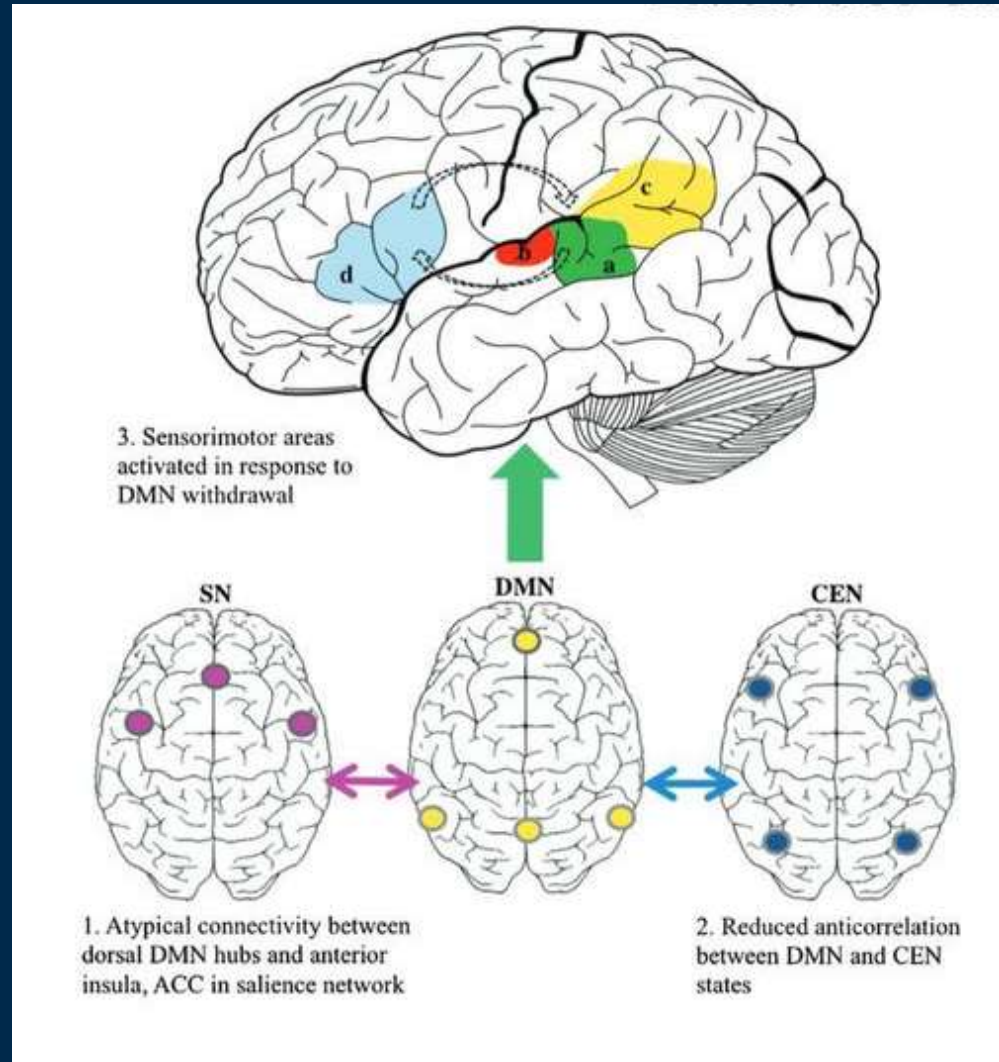 c
b
a
d
3. Sensorimotor areas
activated in response to
DMN withdrawal
SN
DMN
CEN
1. Atypical connectivity between
dorsal DMN hubs and anterior
insula, ACC in salience network
2. Reduced anticorrelation
between DMN and CEN
states